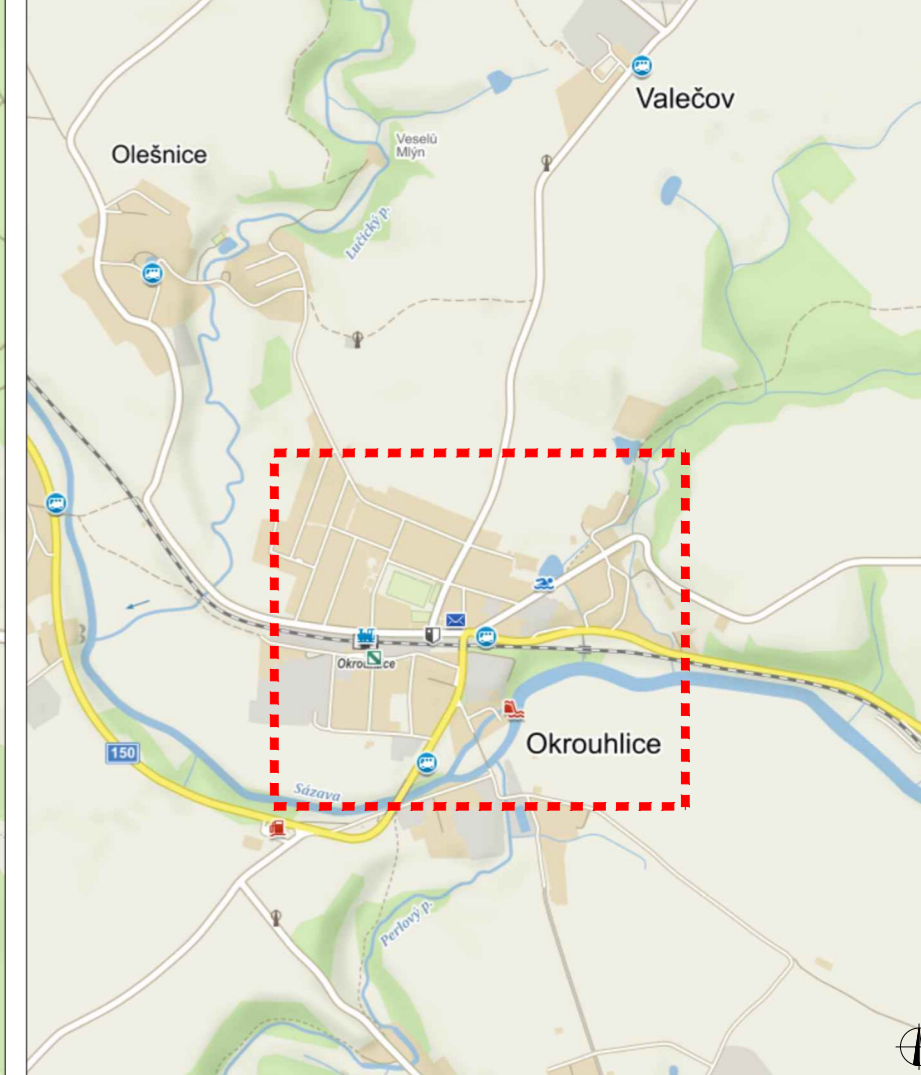 Valečov
Veselů
Mlýn
Olešnice
Lučický p.
Okrouhlice
Okrouhlice
150
Sázava
Perlový p.